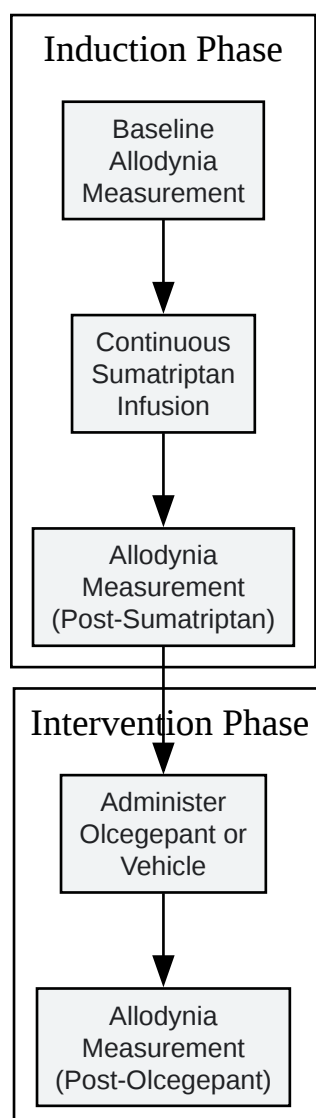 Induction Phase
Baseline
Allodynia
Measurement
Continuous
Sumatriptan
Infusion
Allodynia
Measurement
(Post-Sumatriptan)
Intervention Phase
Administer
Olcegepant or
Vehicle
Allodynia
Measurement
(Post-Olcegepant)